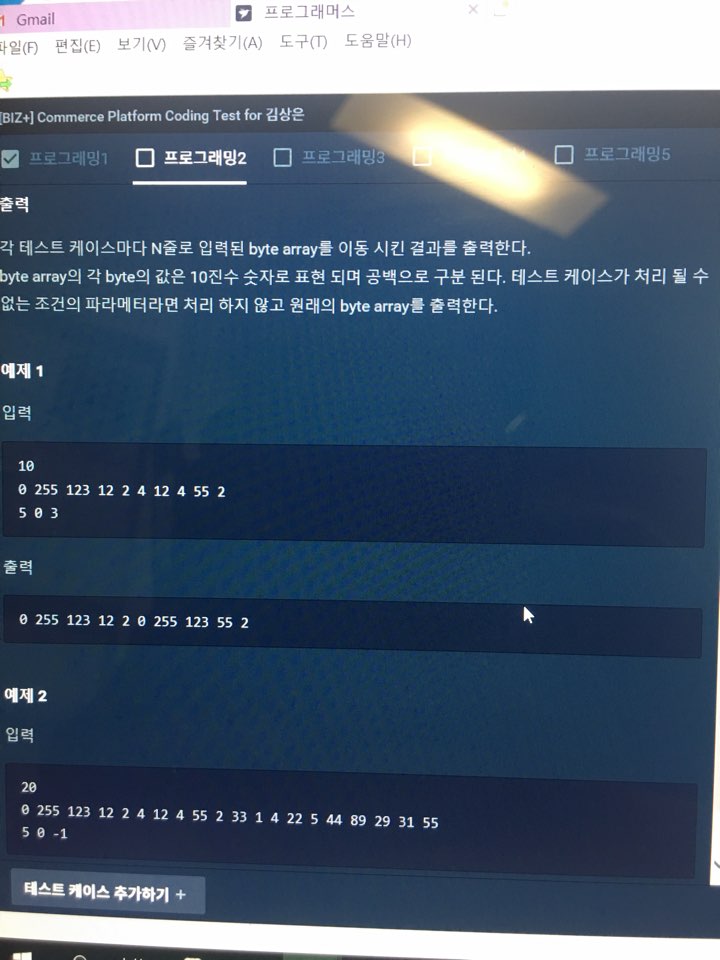 Gmail
프로그래머스
파일(F) 편집(E) 보기(V) 즐겨찾기(A) 도구(T) 도움말(H)
[BIZ+] Commerce Platform Coding Test for 김상은
프로그래밍1 프로그래밍2 프로그래밍3 프로그래밍5
출력
각 테스트 케이스마다 N줄로 입력된 byte array를 이동 시킨 결과를 출력한다.
byte array의 각 byte의 값은 10진수 숫자로 표현 되며 공백으로 구분 된다. 테스트 케이스가 처리 될 수
없는 조건의 파라메터라면 처리 하지 않고 원래의 byte array를 출력한다.
예제 1
입력
10
0 255 123 12 2 4 12 4 55 2
5 0 3
출력
0 255 123 12 2 0 255 123 55 2
예제 2
입력
20
0 255 123 12 2 4 12 4 55 2 33 1 4 22 5 44 89 29 31 55
5 0 -1
테스트 케이스 추가하기 +